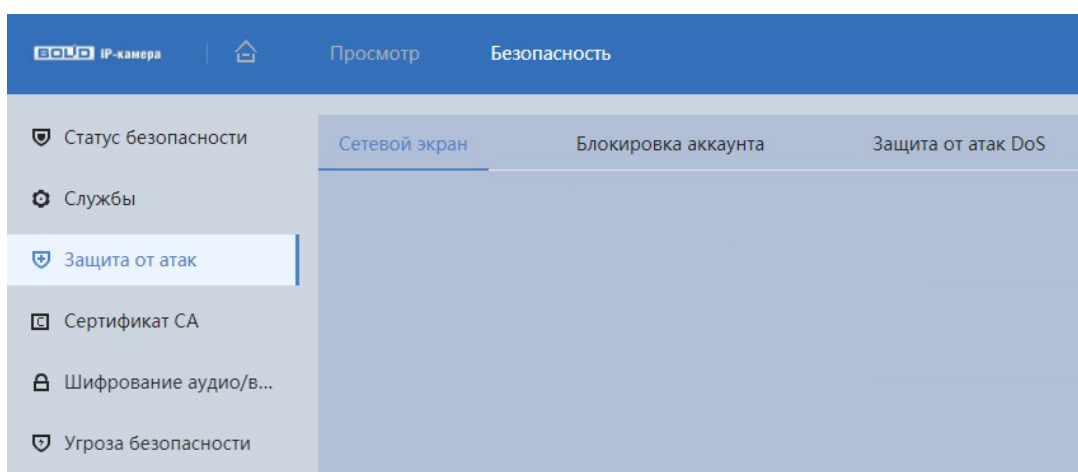 BOLID IP-камера Просмотр Безопасность
Статус безопасности
Сетевой экран Блокировка аккаунта Защита от атак DoS
Службы
Защита от атак
Сертификат CA
Шифрование аудио/в...
Угроза безопасности